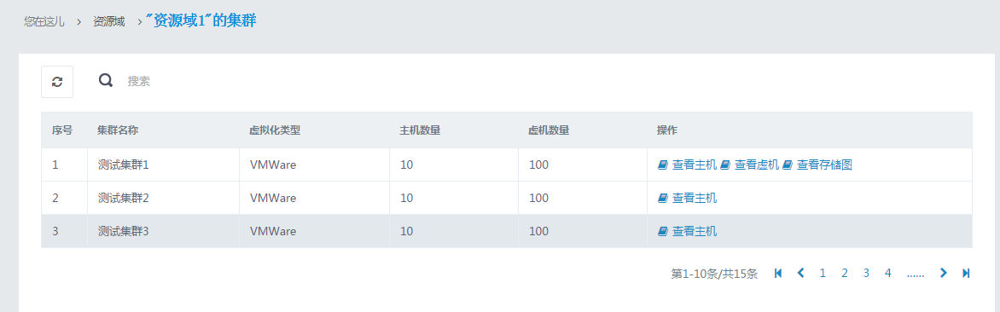 您在这儿 > 资源域 > "资源域1"的集群
搜索
序号 集群名称 虚拟化类型 主机数量 虚机数量 操作
1 测试集群1 VMWare 10 100 查看主机 查看虚机 查看存储图
2 测试集群2 VMWare 10 100 查看主机
3 测试集群3 VMWare 10 100 查看主机
第1-10条/共15条 1 2 3 4 ......